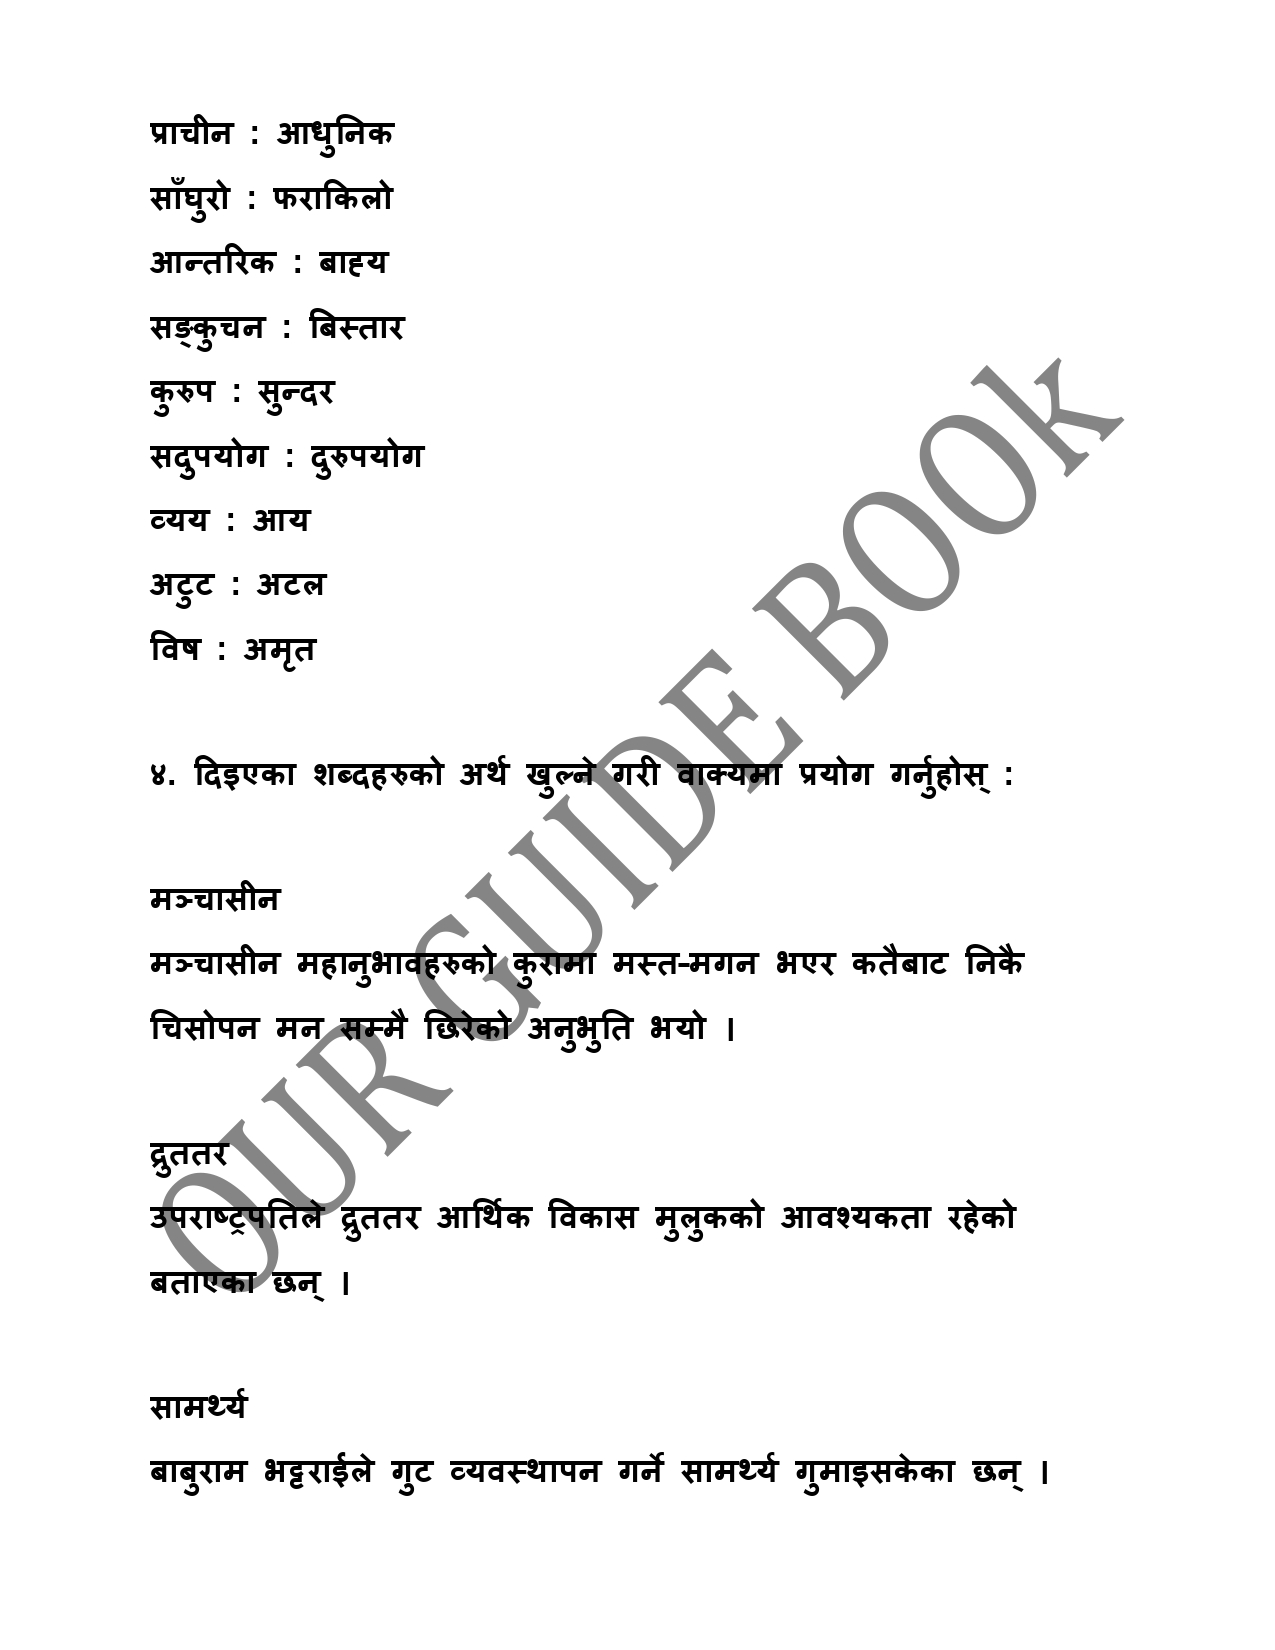 प्राचीन : आधुनिक
साँघुरो : फराकिलो
आन्तरिक : बाह्य
सङ्कुचन : बिस्तार
कुरुप : सुन्दर
सदुपयोग : दुरुपयोग
व्यय : आय
अटुट : अटल
विष : अमृत
४. दिइएका शब्दहरुको अर्थ खुल्ने गरी वाक्यमा प्रयोग गर्नुहोस् :
मञ्चासीन
मञ्चासीन महानुभावहरुको कुरामा मस्त-मगन भएर कतैबाट निकै
चिसोपन मन सम्मै छिरेको अनुभुति भयो ।
द्रुततर
उपराष्ट्रपतिले द्रुततर आर्थिक विकास मुलुकको आवश्यकता रहेको
बताएका छन् ।
सामर्थ्य
बाबुराम भट्टराईले गुट व्यवस्थापन गर्ने सामर्थ्य गुमाइसकेका छन् ।
OUR GUIDE BOOk